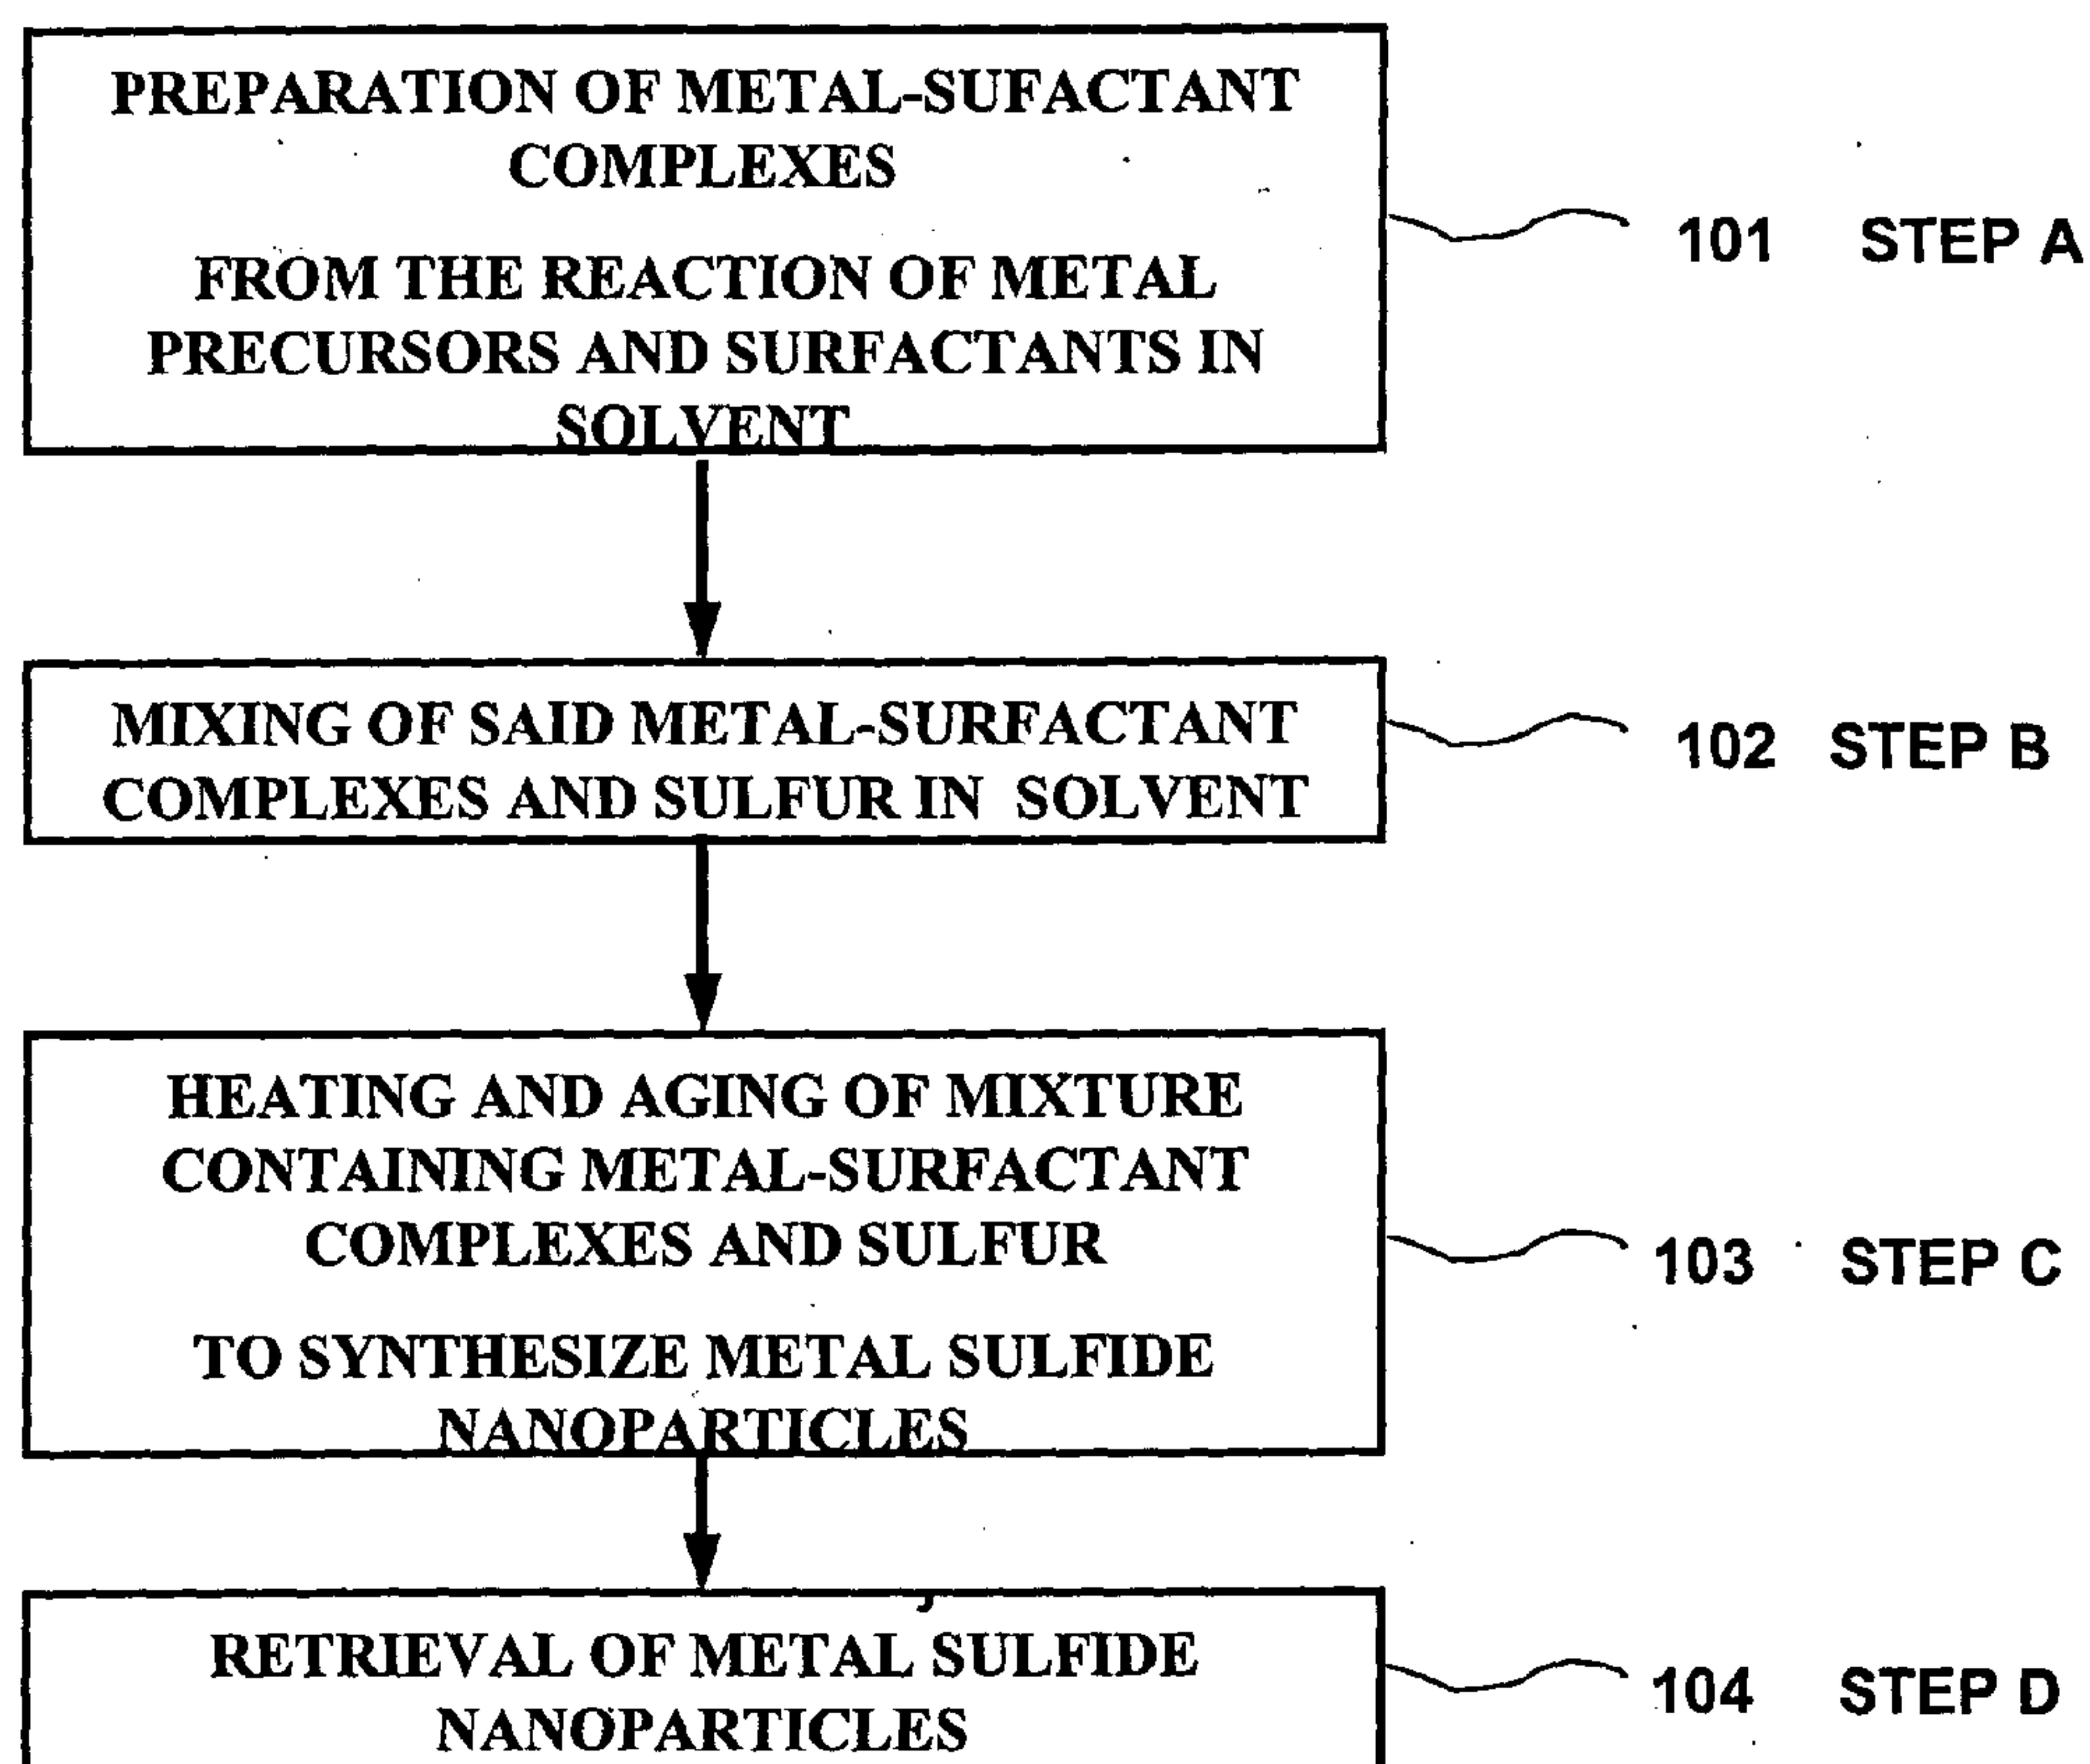 PREPARATION OF METAL-SUFACTANT
COMPLEXES
FROM THE REACTION OF METAL
PRECURSORS AND SURFACTANTS IN
SOLVENT
101 STEP A
MIXING OF SAID METAL-SURFACTANT
COMPLEXES AND SULFUR IN SOLVENT
102 STEP B
HEATING AND AGING OF MIXTURE
CONTAINING METAL-SURFACTANT
COMPLEXES AND SULFUR
TO SYNTHESIZE METAL SULFIDE
NANOPARTICLES
103 STEP C
RETRIEVAL OF METAL SULFIDE
NANOPARTICLES
104 STEP D